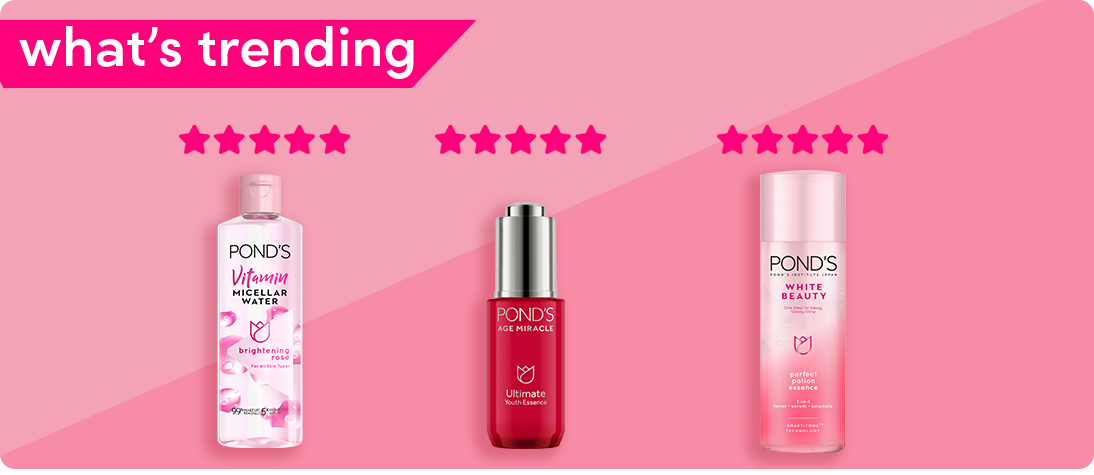 what's trending
POND'S
Vitamin
MICELLAR
WATER
brightening
rose
For All Skin Types
99%
POND'S
AGE MIRACLE
Ultimate
Youth Essence
POND'S
POND'S INSTITUTE JAPAN
WHITE
BEAUTY
perfect
potion
essence
3-in-1
toner • serum • ampoule
SMART-TONE™
TECHNOLOGY